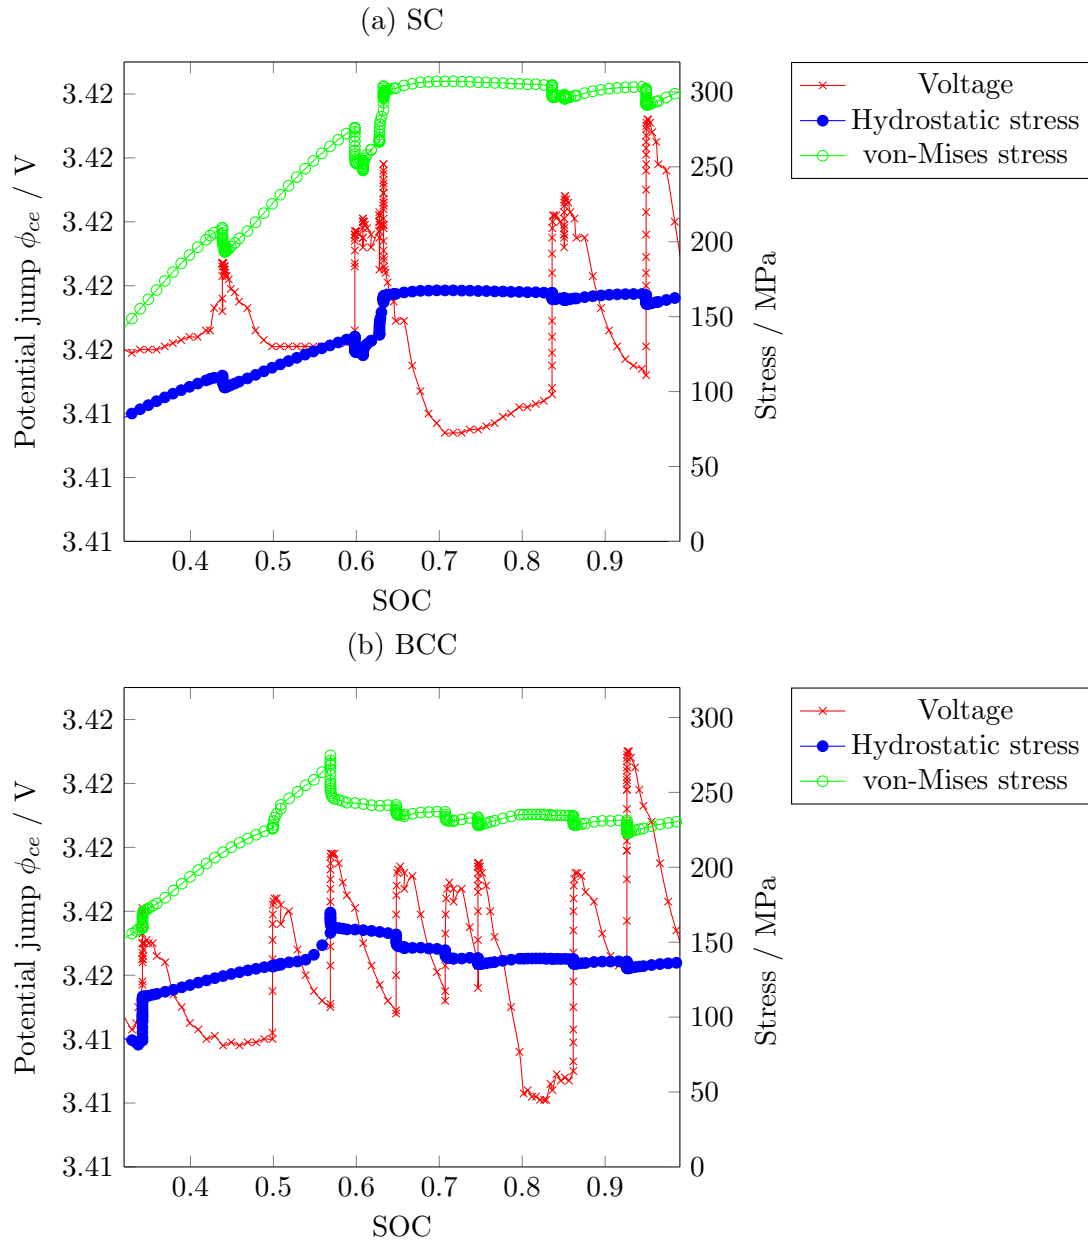 (a) SC
3.42
3.42
3.42
3.42
3.42
3.41
3.41
3.41
Potential jump ϕce / V
300
250
200
150
100
50
0
Stress / MPa
0.4 0.5 0.6 0.7 0.8 0.9
SOC
Voltage
Hydrostatic stress
von-Mises stress
(b) BCC
3.42
3.42
3.42
3.42
3.42
3.41
3.41
3.41
Potential jump ϕce / V
300
250
200
150
100
50
0
Stress / MPa
0.4 0.5 0.6 0.7 0.8 0.9
SOC
Voltage
Hydrostatic stress
von-Mises stress